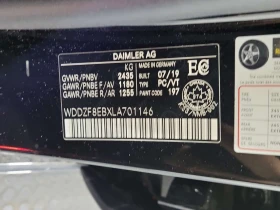 DAIMLER AG
KG MADE IN GERMANY
GVWR/PNBV 2435 BUILT 07/19
GAWR/PNBE F/AV 1180 TYPE PC/VT
GAWR/PNBE R/AR 1255 PAINT 197
EC
WDDZF8EBXLA701146